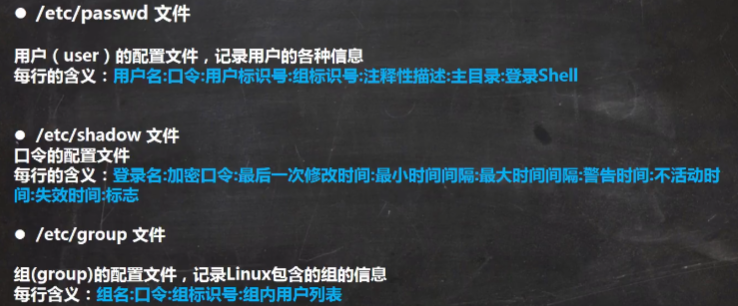 ● /etc/passwd 文件
用户（user）的配置文件，记录用户的各种信息
每行的含义：用户名:口令:用户标识号:组标识号:注释性描述:主目录:登录Shell
● /etc/shadow 文件
口令的配置文件
每行的含义：登录名:加密口令:最后一次修改时间:最小时间间隔:最大时间间隔:警告时间:不活动时
间:失效时间:标志
● /etc/group 文件
组(group)的配置文件，记录Linux包含的组的信息
每行含义：组名:口令:组标识号:组内用户列表